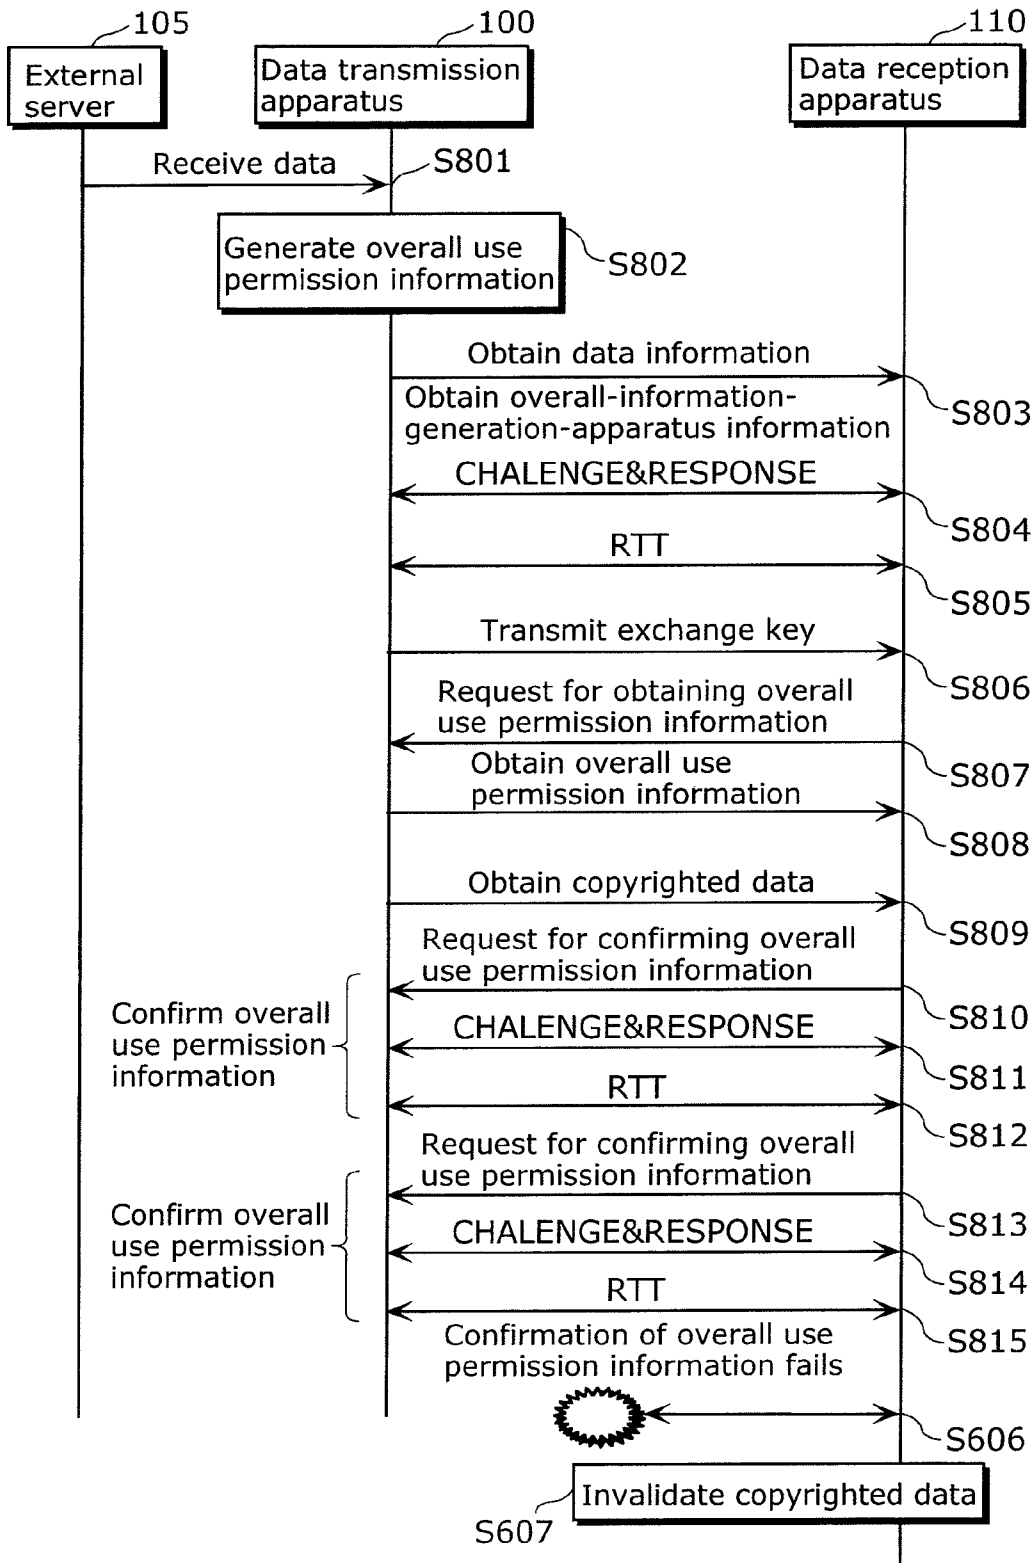 105
100
110
External
server
Data transmission
apparatus
Data reception
apparatus
Receive data
S801
Generate overall use
permission information
S802
Obtain data information
S803
Obtain overall-information-
generation-apparatus information
CHALENGE&RESPONSE
S804
RTT
S805
Transmit exchange key
S806
Request for obtaining overall
use permission information
S807
Obtain overall use
permission information
S808
Obtain copyrighted data
S809
Request for confirming overall
use permission information
S810
Confirm overall
use permission
information
CHALENGE&RESPONSE
S811
RTT
S812
Request for confirming overall
use permission information
S813
Confirm overall
use permission
information
CHALENGE&RESPONSE
S814
RTT
S815
Confirmation of overall use
permission information fails
S606
Invalidate copyrighted data
S607